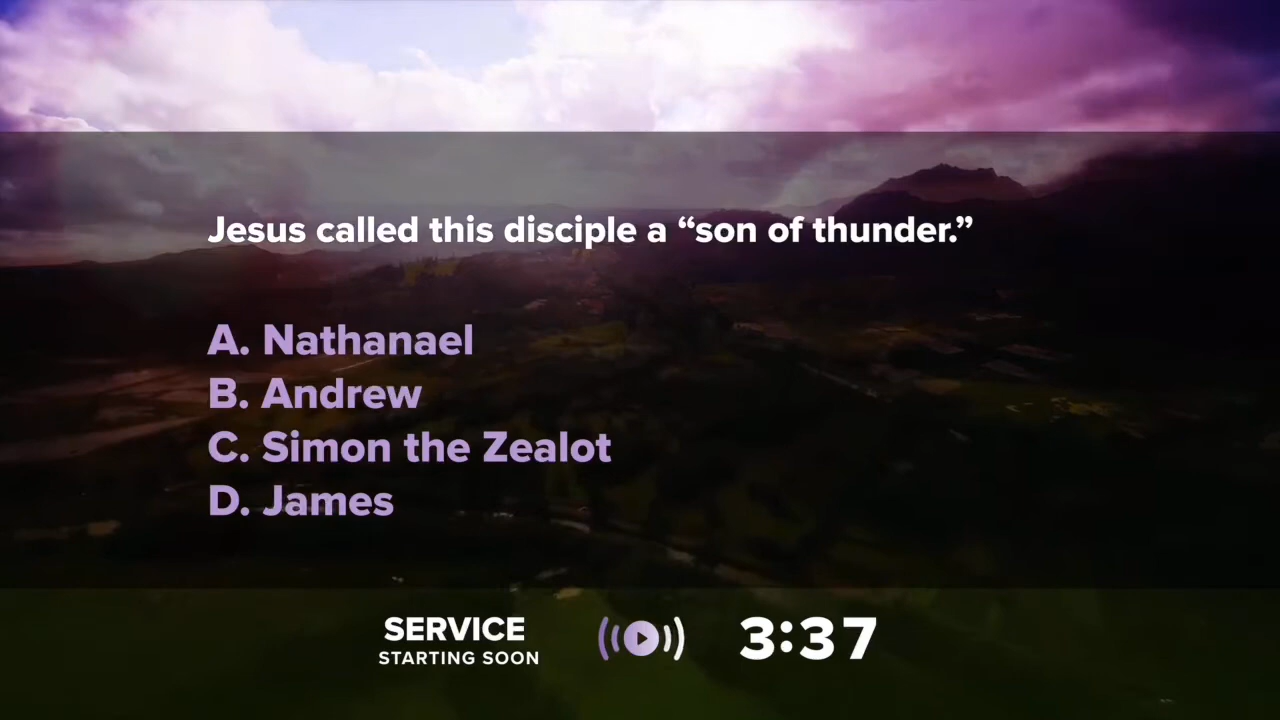 Jesus called this disciple a “son of thunder.”
A. Nathanael
B. Andrew
C. Simon the Zealot
D. James
SERVICE
STARTING SOON
3:37